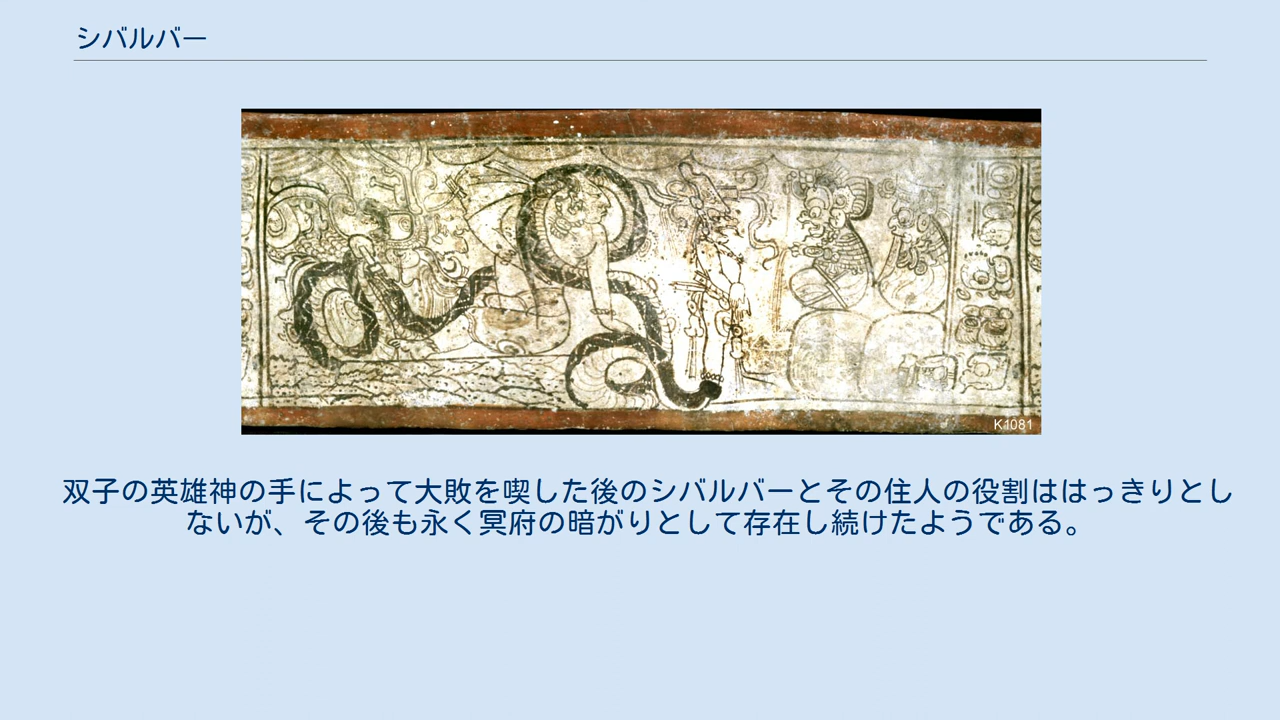 シバルバー
K1081
双子の英雄神の手によって大敗を喫した後のシバルバーとその住人の役割ははっきりとし
ないが、その後も永く冥府の暗がりとして存在し続けたようである。